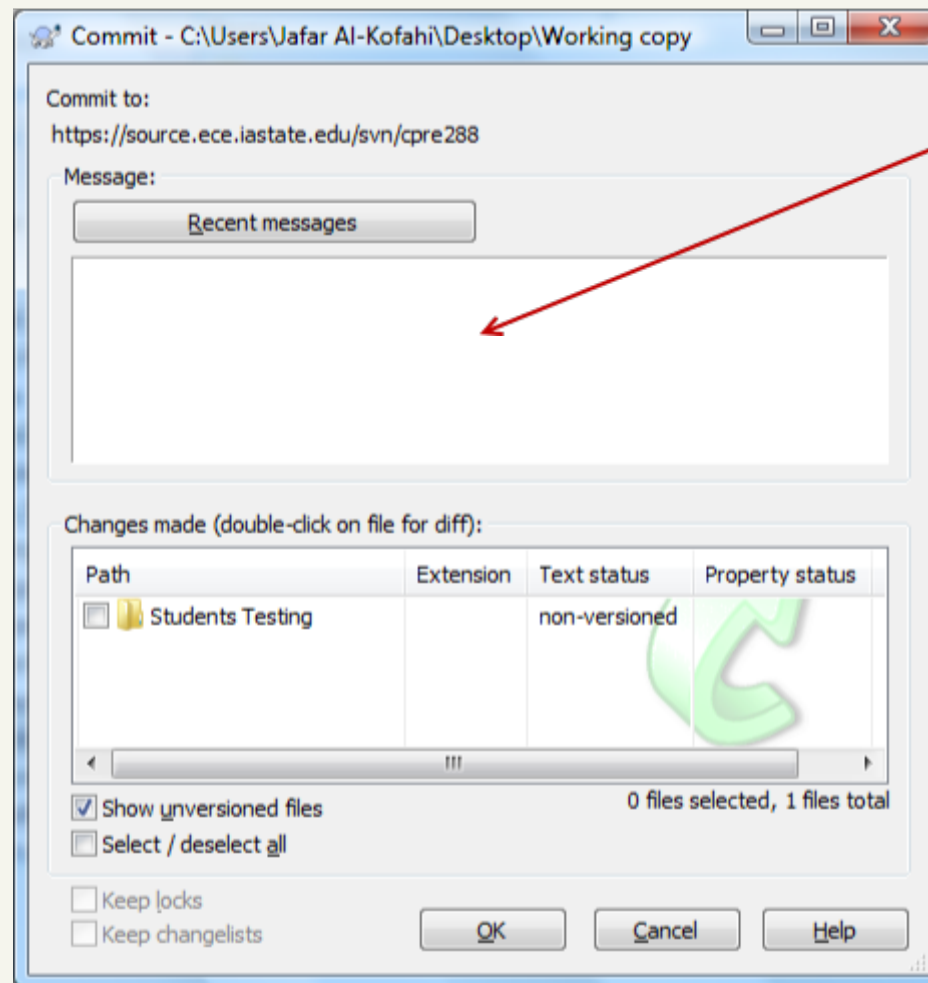 Commit - C:\Users\Jafar Al-Kofahi\Desktop\Working copy
Commit to:
https://source.ece.iastate.edu/svn/cpre288
Message:
Recent messages
Changes made (double-click on file for diff):
Path Extension Text status Property status
Students Testing non-versioned
Show unversioned files 0 files selected, 1 files total
Select / deselect all
Keep locks
Keep changelists
OK Cancel Help